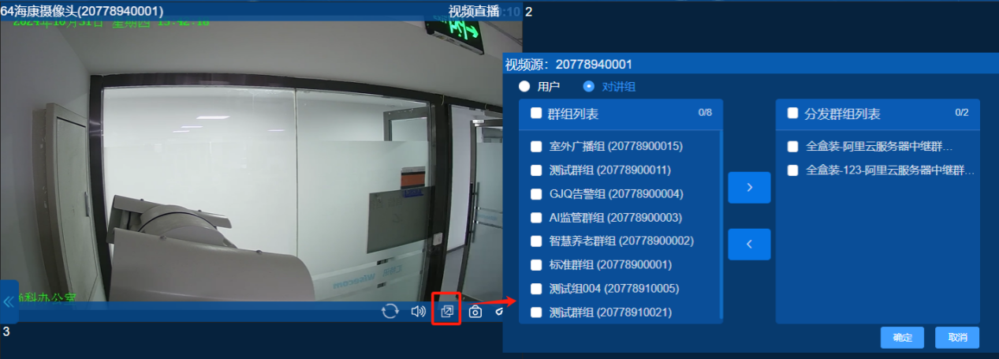 64海康摄像头(20778940001)
视频直播
:10
2
2024年10月31日 星期四 15:42:16
视频源：20778940001
用户
对讲组
群组列表
0/8
室外广播组 (20778900015)
测试群组 (20778900011)
GJQ告警组 (20778900004)
AI监管群组 (20778900003)
智慧养老群组 (20778900002)
标准群组 (20778900001)
测试组004 (20778910005)
测试群组 (20778910021)
分发群组列表
0/2
全盒装-阿里云服务器中继群...
全盒装-123-阿里云服务器中继群...
科办公室
3
确定
取消